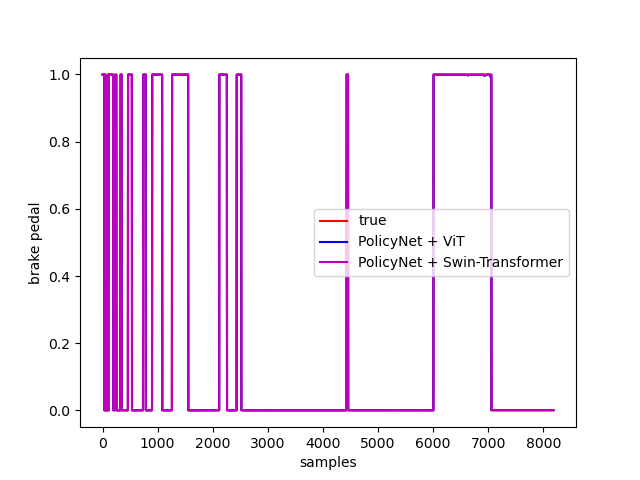 1.0
0.8
0.6
0.4
0.2
0.0
brake pedal
true
PolicyNet + ViT
PolicyNet + Swin-Transformer
0 1000 2000 3000 4000 5000 6000 7000 8000
samples